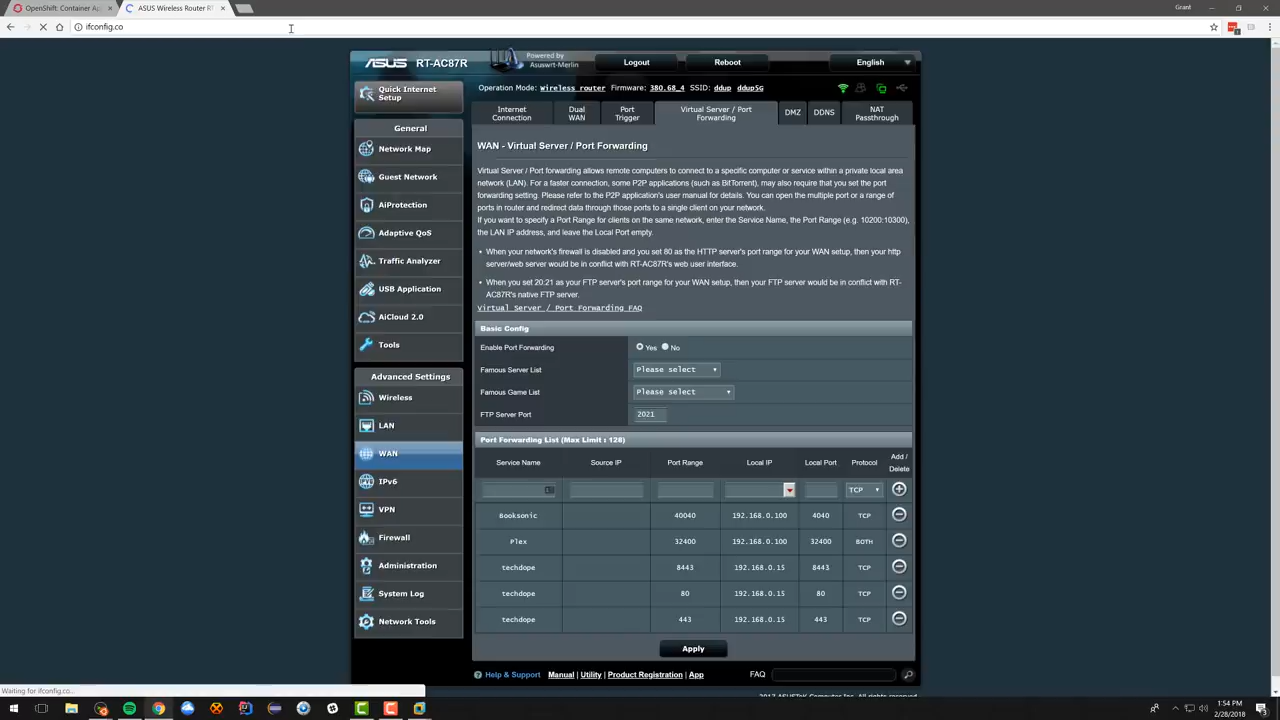 OpenShift: Container Ap
ASUS Wireless Router R
Grant
ifconfig.co
ASUS RT-AC87R
Powered by
Asuswrt-Merlin
Logout
Reboot
English
Quick Internet
Setup
Operation Mode: wireless router Firmware: 380.68_4 SSID: ddup ddup5G
General
Network Map
Guest Network
AiProtection
Adaptive QoS
Traffic Analyzer
USB Application
AiCloud 2.0
Tools
Advanced Settings
Wireless
LAN
WAN
IPv6
VPN
Firewall
Administration
System Log
Network Tools
Internet
Connection
Dual
WAN
Port
Trigger
Virtual Server / Port
Forwarding
DMZ
DDNS
NAT
Passthrough
WAN - Virtual Server / Port Forwarding
Virtual Server / Port forwarding allows remote computers to connect to a specific computer or service within a private local area
network (LAN). For a faster connection, some P2P applications (such as BitTorrent), may also require that you set the port
forwarding setting. Please refer to the P2P application's user manual for details. You can open the multiple port or a range of
ports in router and redirect data through those ports to a single client on your network.
If you want to specify a Port Range for clients on the same network, enter the Service Name, the Port Range (e.g. 10200:10300),
the LAN IP address, and leave the Local Port empty.
• When your network's firewall is disabled and you set 80 as the HTTP server's port range for your WAN setup, then your http
server/web server would be in conflict with RT-AC87R's web user interface.
• When you set 20:21 as your FTP server's port range for your WAN setup, then your FTP server would be in conflict with RT-
AC87R's native FTP server.
Virtual Server / Port Forwarding FAQ
Basic Config
Enable Port Forwarding Yes No
Famous Server List Please select
Famous Game List Please select
FTP Server Port 2021
Port Forwarding List (Max Limit : 128)
Service Name Source IP Port Range Local IP Local Port Protocol Add /
Delete
TCP
Booksonic 40040 192.168.0.100 4040 TCP
Plex 32400 192.168.0.100 32400 BOTH
techdope 8443 192.168.0.15 8443 TCP
techdope 80 192.168.0.15 80 TCP
techdope 443 192.168.0.15 443 TCP
Apply
Help & Support Manual | Utility | Product Registration | App FAQ
2017 ASUSTeK Computer Inc. All rights reserved
Waiting for ifconfig.co...
1:54 PM
2/28/2018